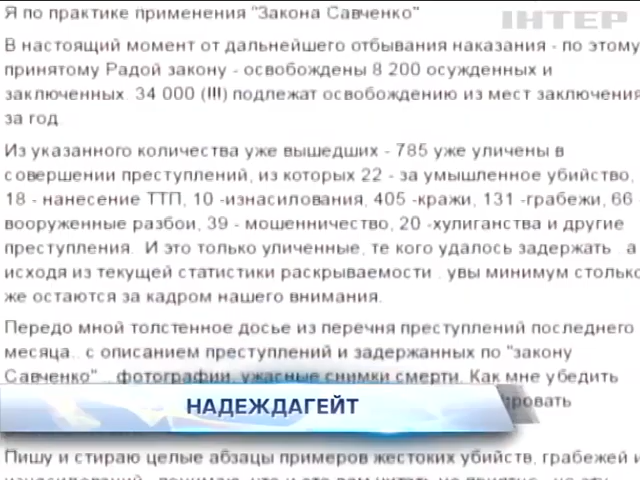 ІНТЕР
Я по практике применения "Закона Савченко"
В настоящий момент от дальнейшего отбывания наказания - по этому
принятому Радой закону - освобождены 8 200 осужденных и
заключенных. 34 000 (!!!) подлежат освобождению из мест заключения
за год.
Из указанного количества уже вышедших - 785 уже уличены в
совершении преступлений, из которых 22 - за умышленное убийство,
18 - нанесение ТТП, 10 -изнасилования, 405 -кражи, 131 -грабежи, 66 -
вооруженные разбои, 39 - мошенничество, 20 -хулиганства и другие
преступления. И это только уличенные, те кого удалось задержать , а
исходя из текущей статистики раскрываемости , увы минимум столько
же остаются за кадром нашего внимания.
Передо мной толстенное досье из перечня преступлений последнего
месяца.. с описанием преступлений и задержанных по "закону
Савченко" .. фотографии, ужасные снимки смерти. Как мне убедить
НАДЕЖДАГЕЙТ
Пишу и стираю целые абзацы примеров жестоких убийств, грабежей и